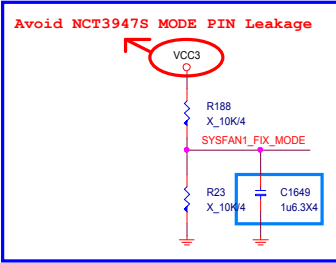 Avoid NCT3947S MODE PIN Leakage
VCC3
R188
X_10K/4
SYSFAN1_FIX_MODE
R23
X_10K/4
C1649
1u6.3X4